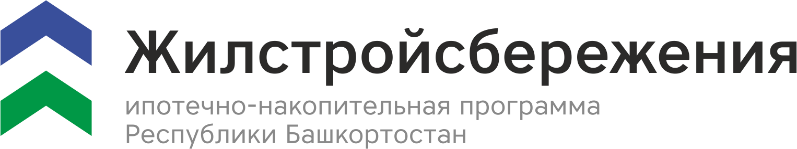 Жилстройсбережения
ипотечно-накопительная программа
Республики Башкортостан